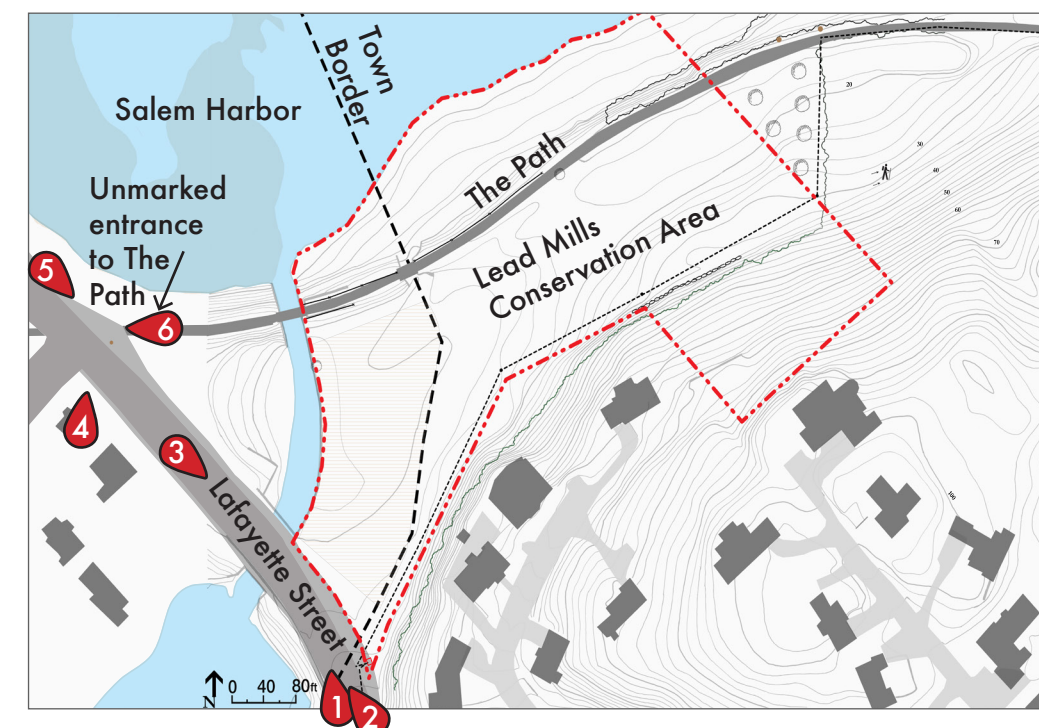 Town
Border
Salem Harbor
Unmarked
entrance
to The
Path
The Path
Lead Mills
Conservation Area
Lafayette Street
5
6
4
3
1
2
N
0 40 80ft
20
30
40
50
60
70
100